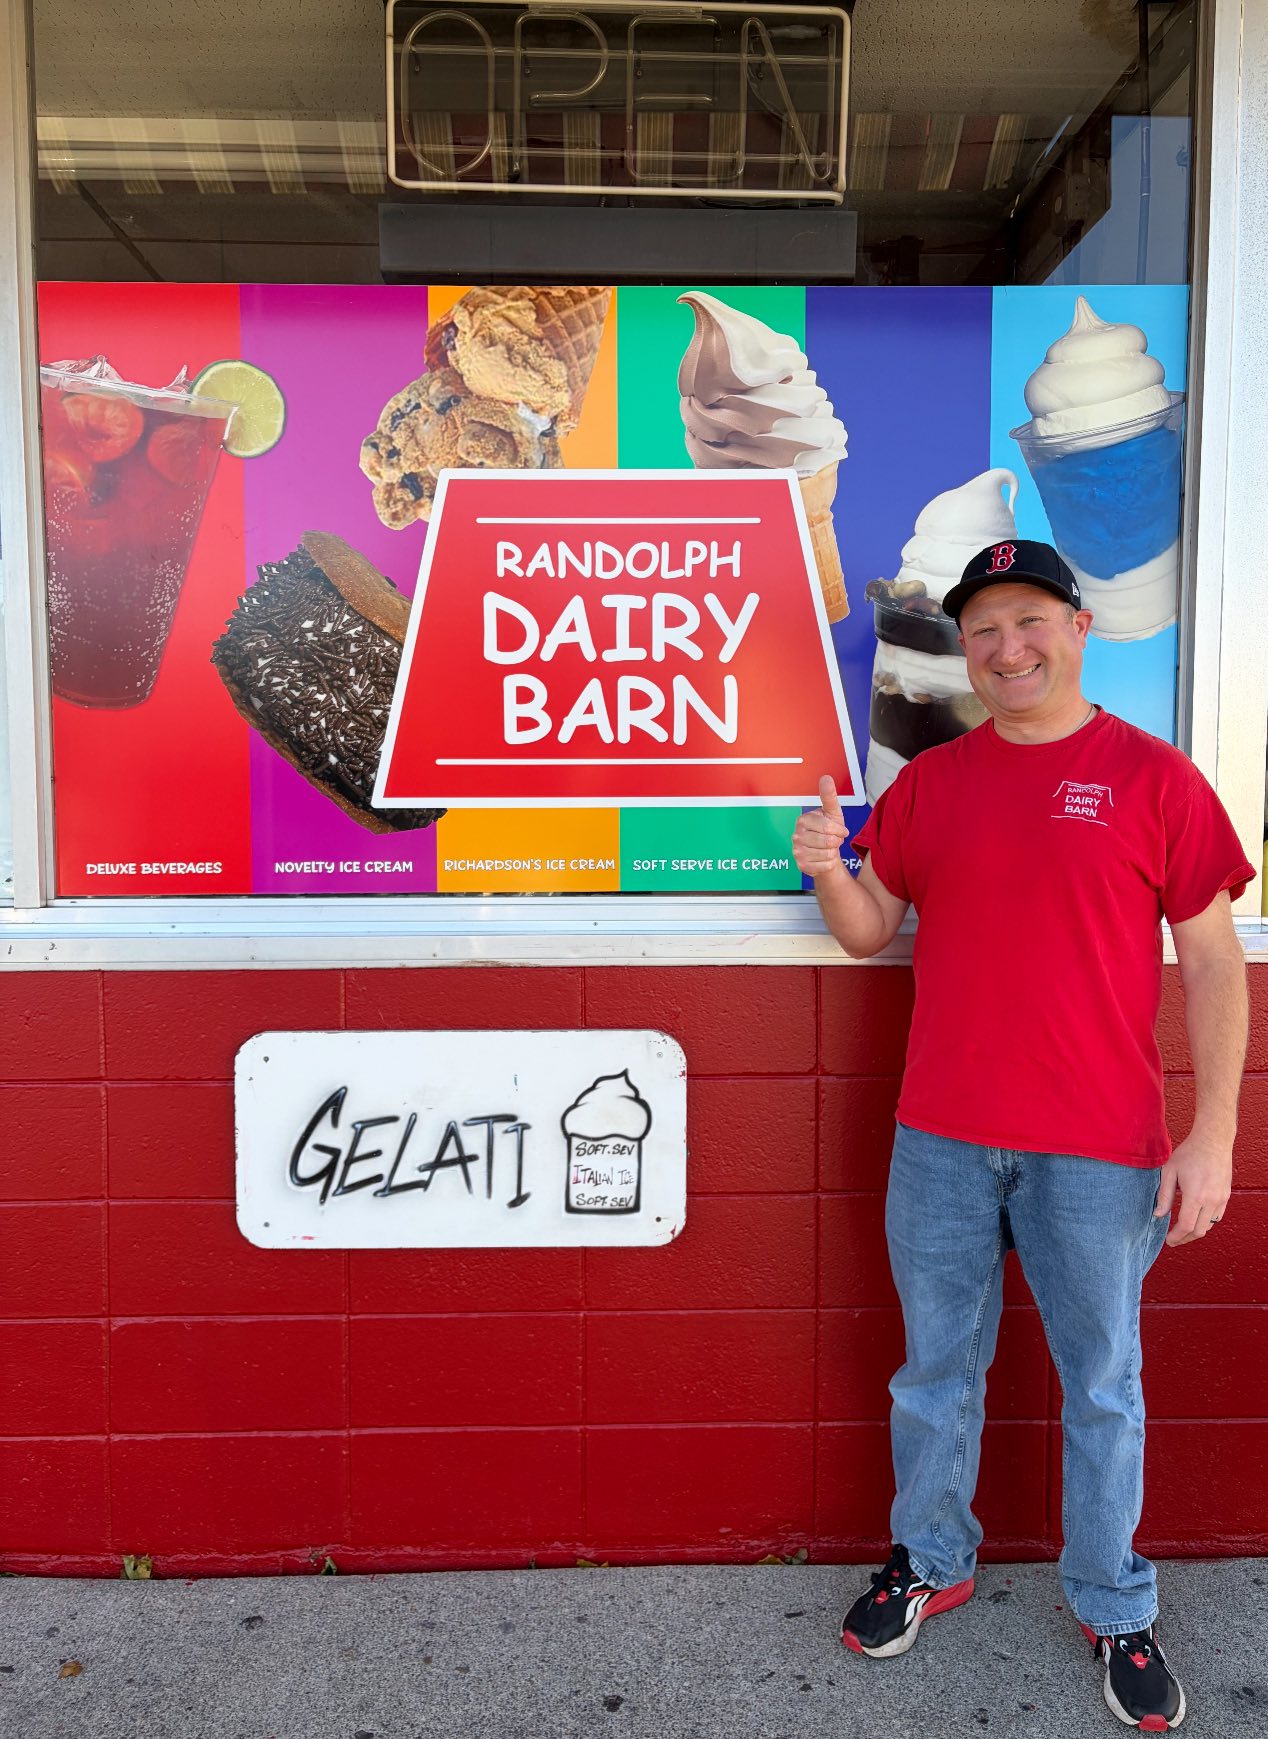 OPEN
RANDOLPH
DAIRY
BARN
DELUXE BEVERAGES
NOVELTY ICE CREAM
RICHARDSON'S ICE CREAM
SOFT SERVE ICE CREAM
B
RANDOLPH
DAIRY
BARN
GELATI
SOFT-SEV
ITALIAN ICE
SOFT-SEV